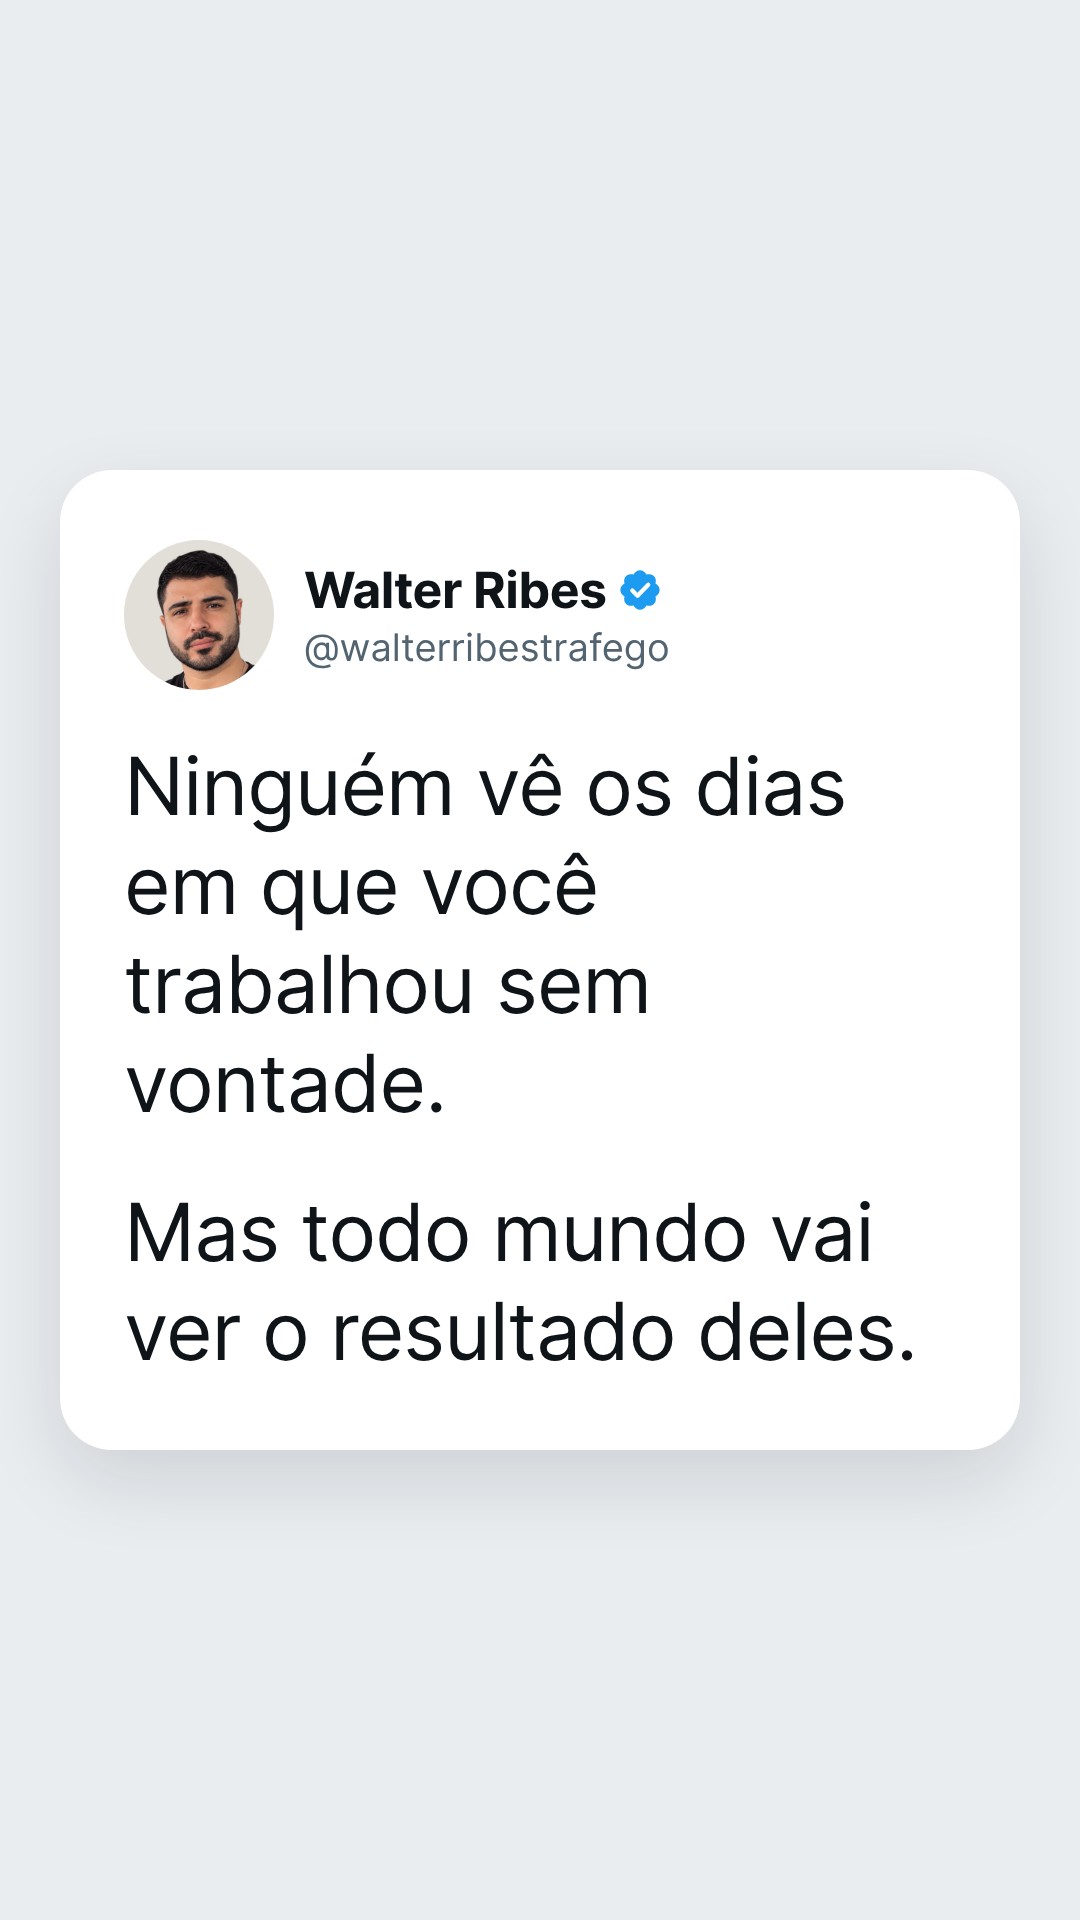 Walter Ribes
@walterribestrafego
Ninguém vê os dias
em que você
trabalhou sem
vontade.
Mas todo mundo vai
ver o resultado deles.